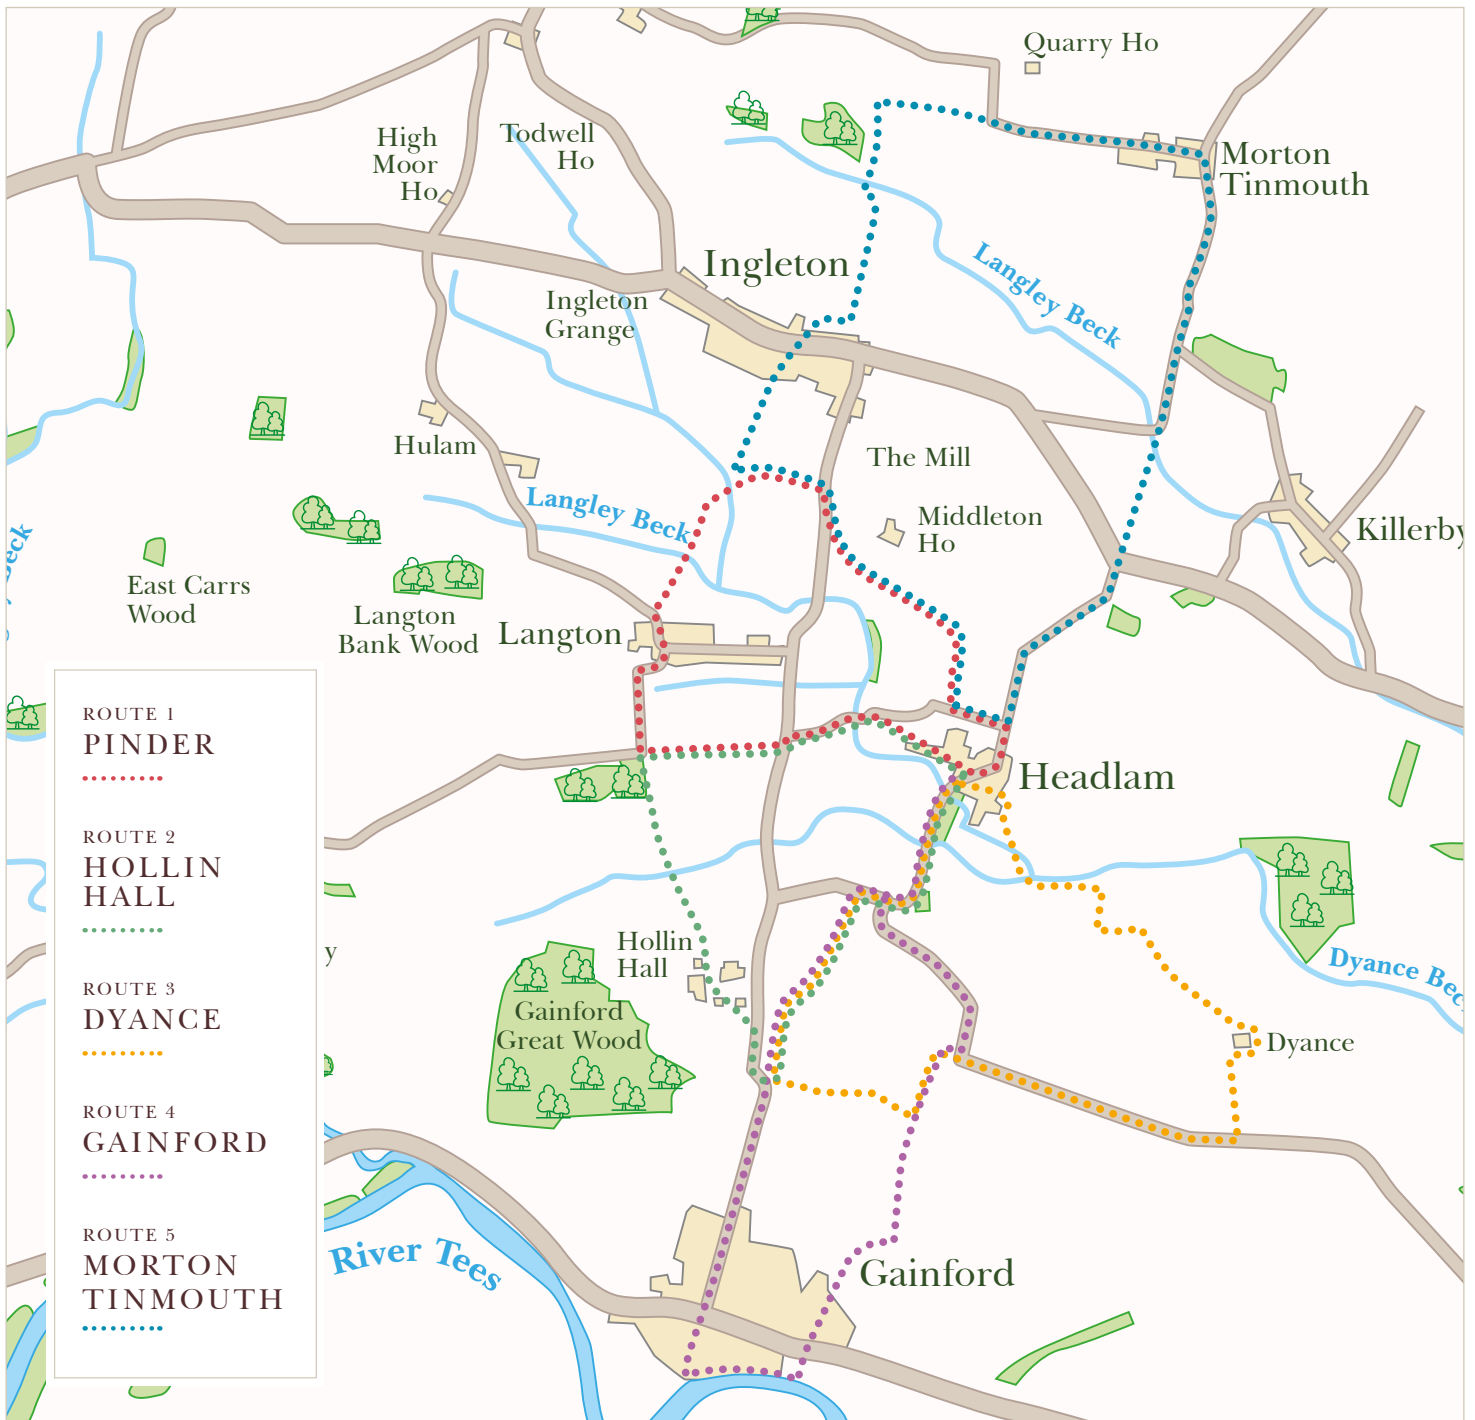 Quarry Ho
High
Moor
Ho
Todwell
Ho
Morton
Tinmouth
Ingleton
Langley Beck
Ingleton
Grange
Hulam
The Mill
Langley Beck
Middleton
Ho
Killerby
Beck
East Carrs
Wood
Langton
Bank Wood
Langton
ROUTE 1
PINDER
ROUTE 2
HOLLIN
HALL
ROUTE 3
DYANCE
ROUTE 4
GAINFORD
ROUTE 5
MORTON
TINMOUTH
Headlam
y
Hollin
Hall
Dyance Bec
Gainford
Great Wood
Dyance
River Tees
Gainford